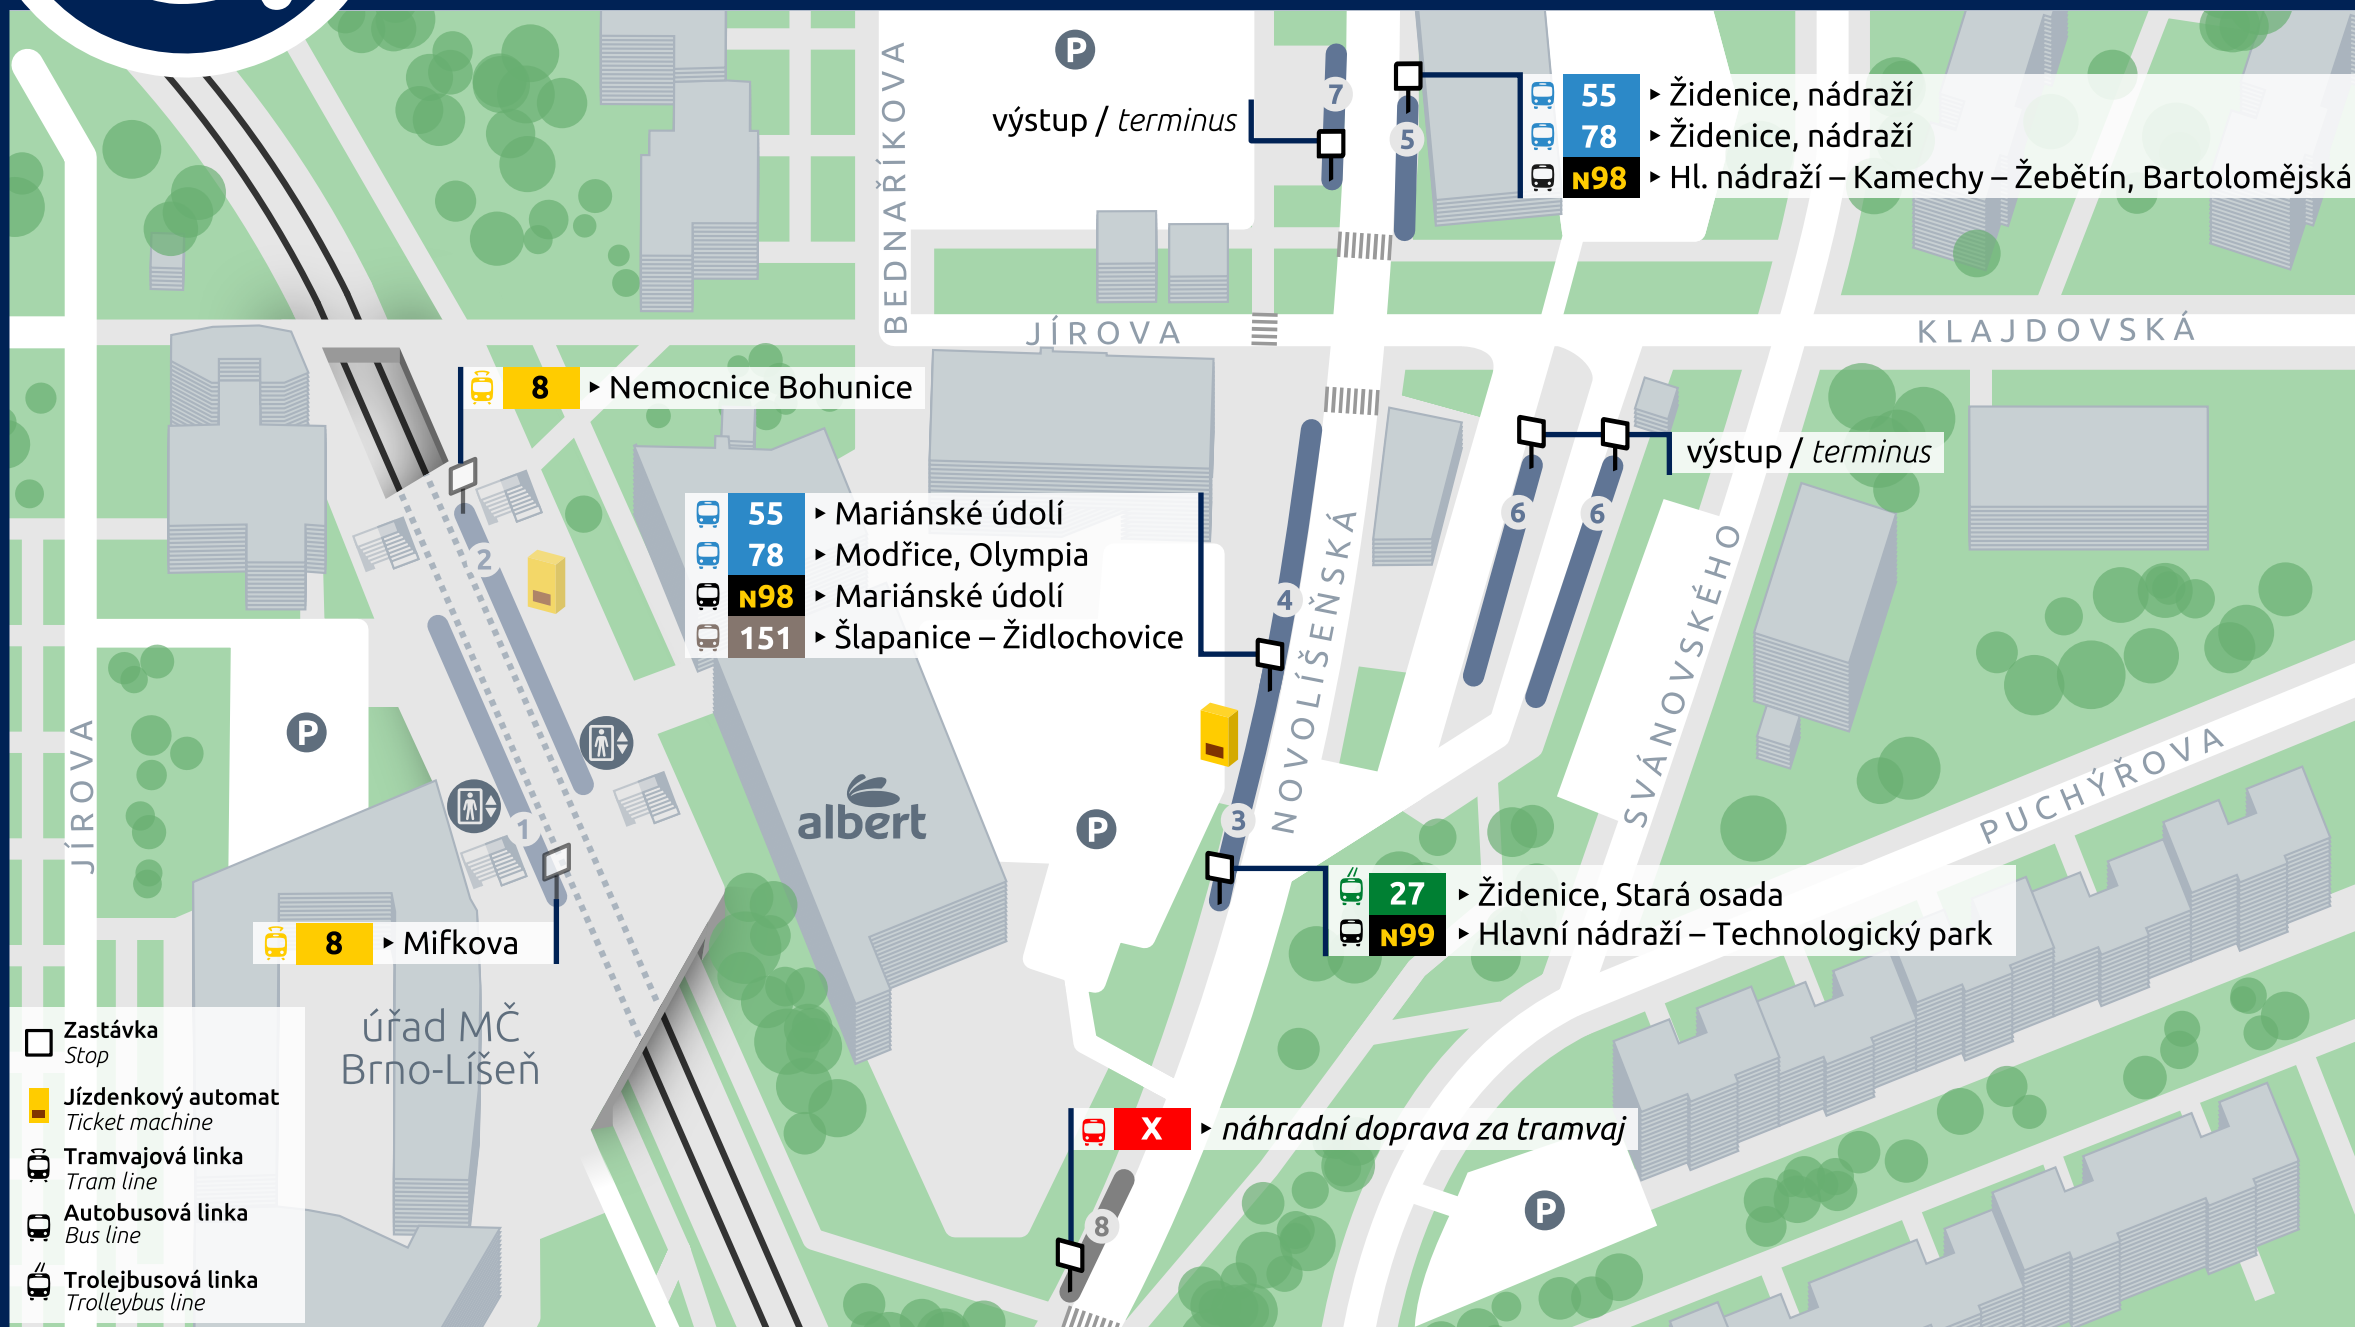 P
7
výstup / terminus
5
55 ▸ Židenice, nádraží
78 ▸ Židenice, nádraží
N98 ▸ Hl. nádraží – Kamechy – Žebětín, Bartolomějská
BEDNAŘÍKOVA
JÍROVA
KLAJDOVSKÁ
8 ▸ Nemocnice Bohunice
výstup / terminus
6
6
2
55 ▸ Mariánské údolí
78 ▸ Modřice, Olympia
N98 ▸ Mariánské údolí
151 ▸ Šlapanice – Židlochovice
4
NOVOLÍŠEŇSKÁ
SVÁNOVSKÉHO
PUCHÝŘOVA
JÍROVA
P
albert
P
3
1
27 ▸ Židenice, Stará osada
N99 ▸ Hlavní nádraží – Technologický park
8 ▸ Mifkova
úřad MČ
Brno-Líšeň
X ▸ náhradní doprava za tramvaj
8
P
Zastávka
Stop
Jízdenkový automat
Ticket machine
Tramvajová linka
Tram line
Autobusová linka
Bus line
Trolejbusová linka
Trolleybus line